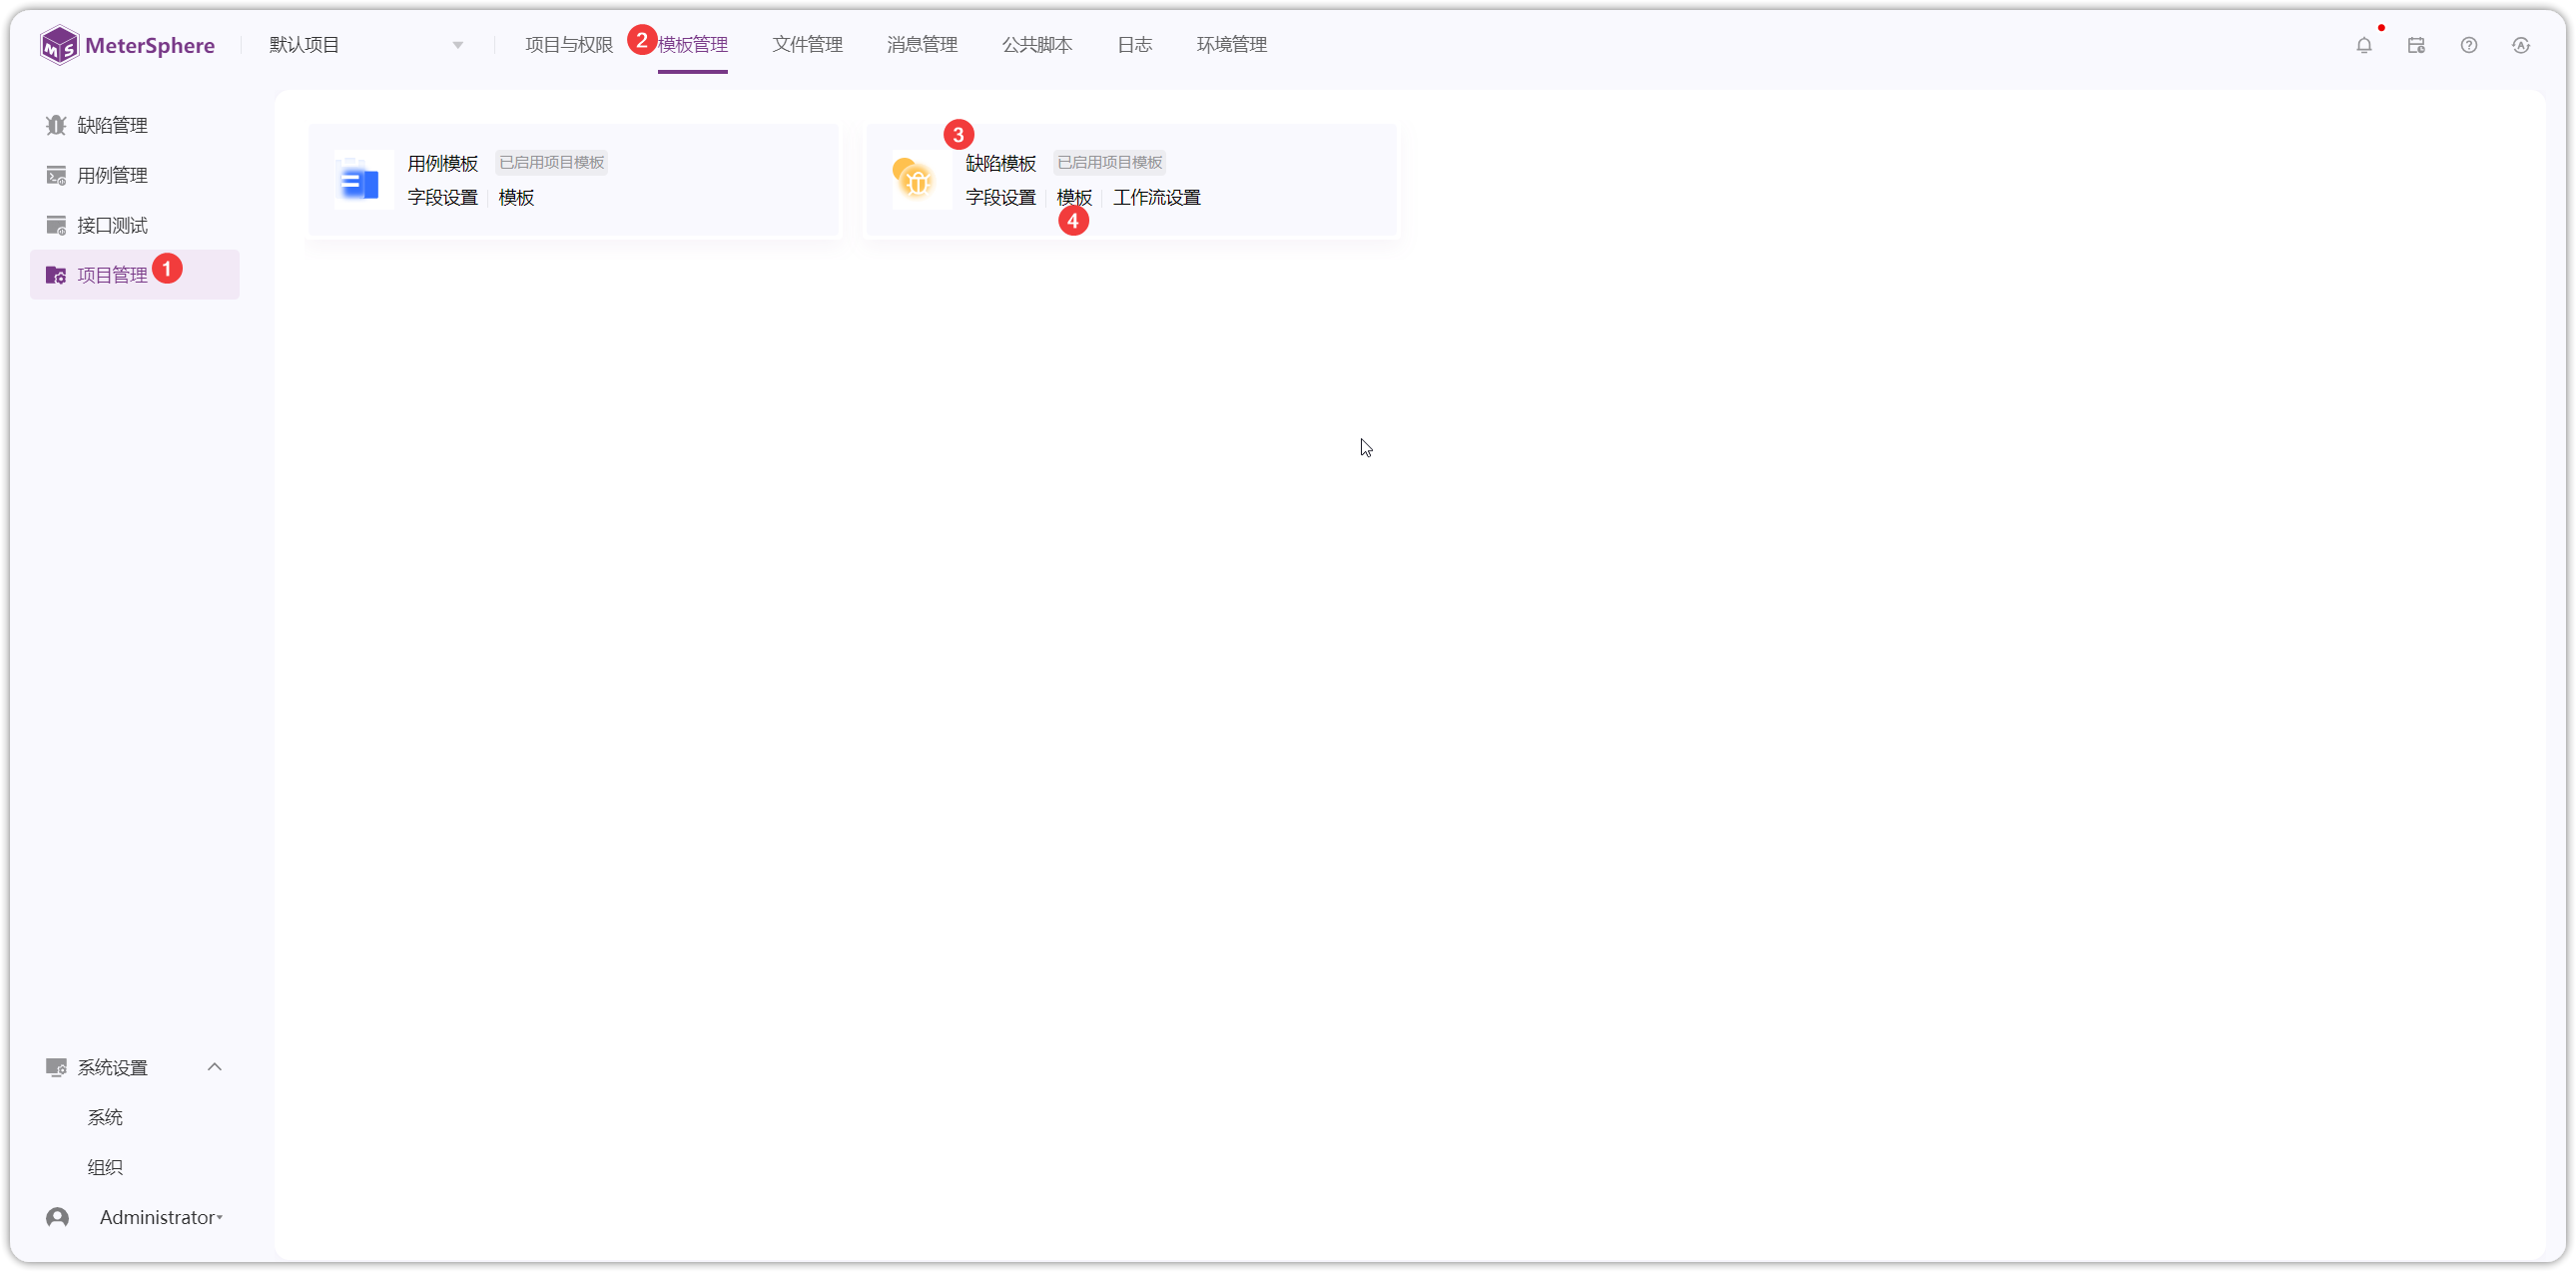 MeterSphere 默认项目 项目与权限 2 模板管理 文件管理 消息管理 公共脚本 日志 环境管理
缺陷管理
用例管理
接口测试
项目管理 1
用例模板 已启用项目模板
字段设置 模板
3
缺陷模板 已启用项目模板
字段设置 模板 工作流设置
4
系统设置
系统
组织
Administrator